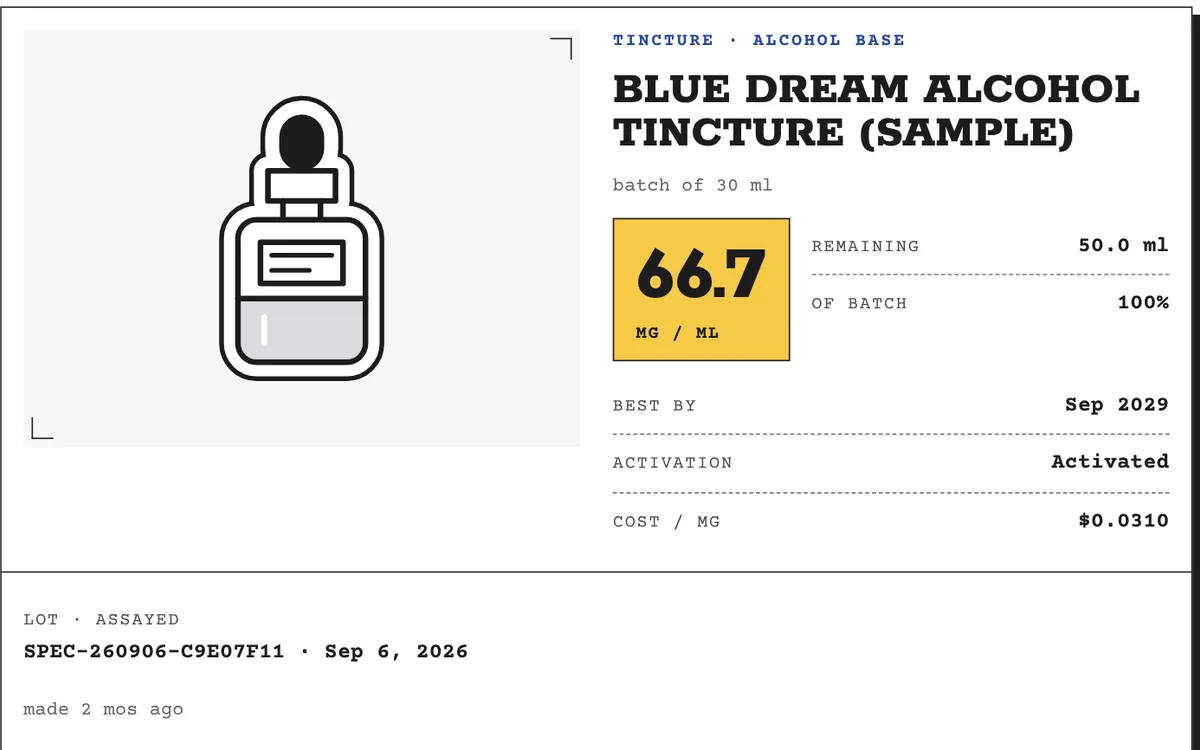 TINCTURE · ALCOHOL BASE
BLUE DREAM ALCOHOL
TINCTURE (SAMPLE)
batch of 30 ml
66.7
MG / ML
REMAINING 50.0 ml
OF BATCH 100%
BEST BY Sep 2029
ACTIVATION Activated
COST / MG $0.0310
LOT · ASSAYED
SPEC-260906-C9E07F11 · Sep 6, 2026
made 2 mos ago